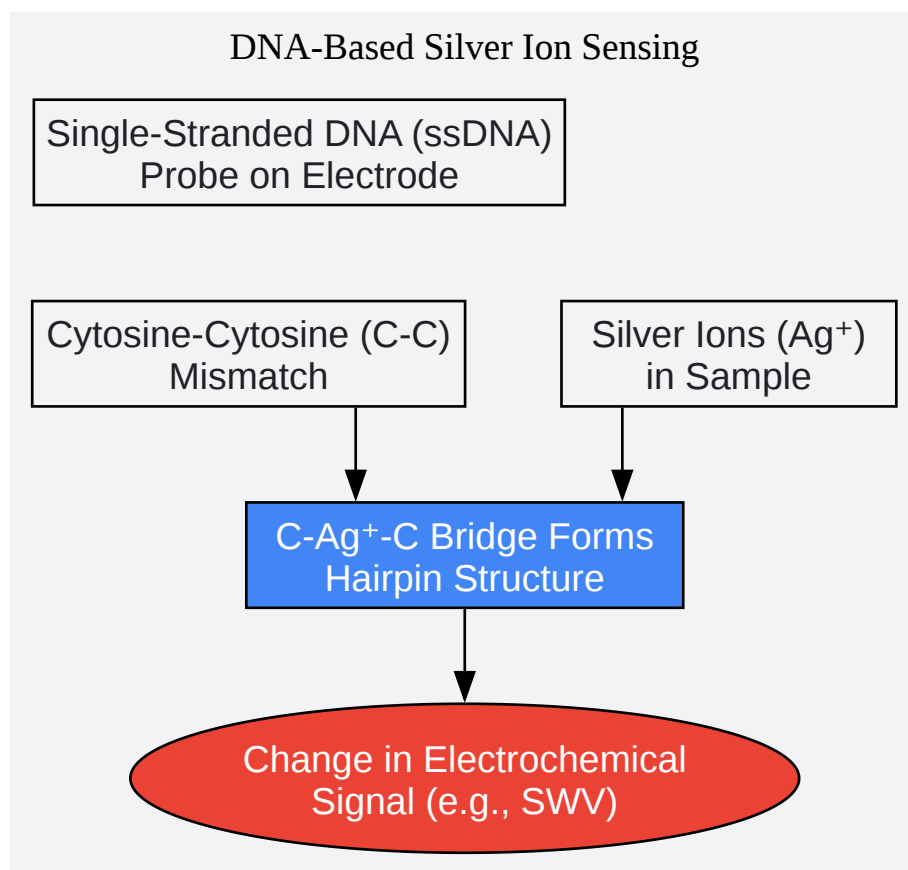 DNA-Based Silver Ion Sensing
Single-Stranded DNA (ssDNA)
Probe on Electrode
Cytosine-Cytosine (C-C)
Mismatch
Silver Ions (Ag⁺)
in Sample
C-Ag⁺-C Bridge Forms
Hairpin Structure
Change in Electrochemical
Signal (e.g., SWV)